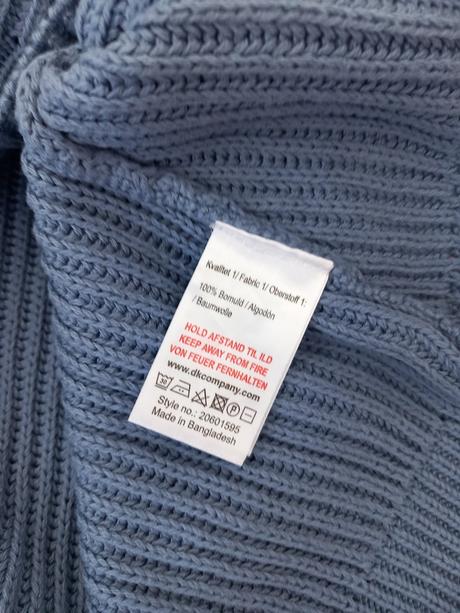 Kvalitet 1/ Fabric 1/ Oberstoff 1:
100% Bomuld / Algodón
/ Baumwolle
HOLD AFSTAND TIL ILD
KEEP AWAY FROM FIRE
VON FEUER FERNHALTEN
www.dkcompany.com
30 P
Style no.: 20601595
Made in Bangladesh